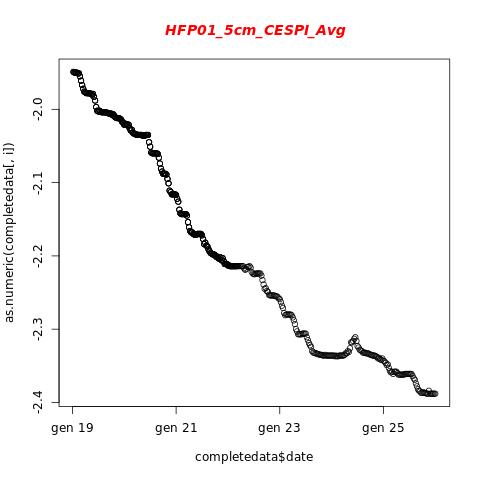 HFP01_5cm_CESPI_Avg
as.numeric(completedata[, i])
-2.0
-2.1
-2.2
-2.3
-2.4
gen 19
gen 21
gen 23
gen 25
completedata$date